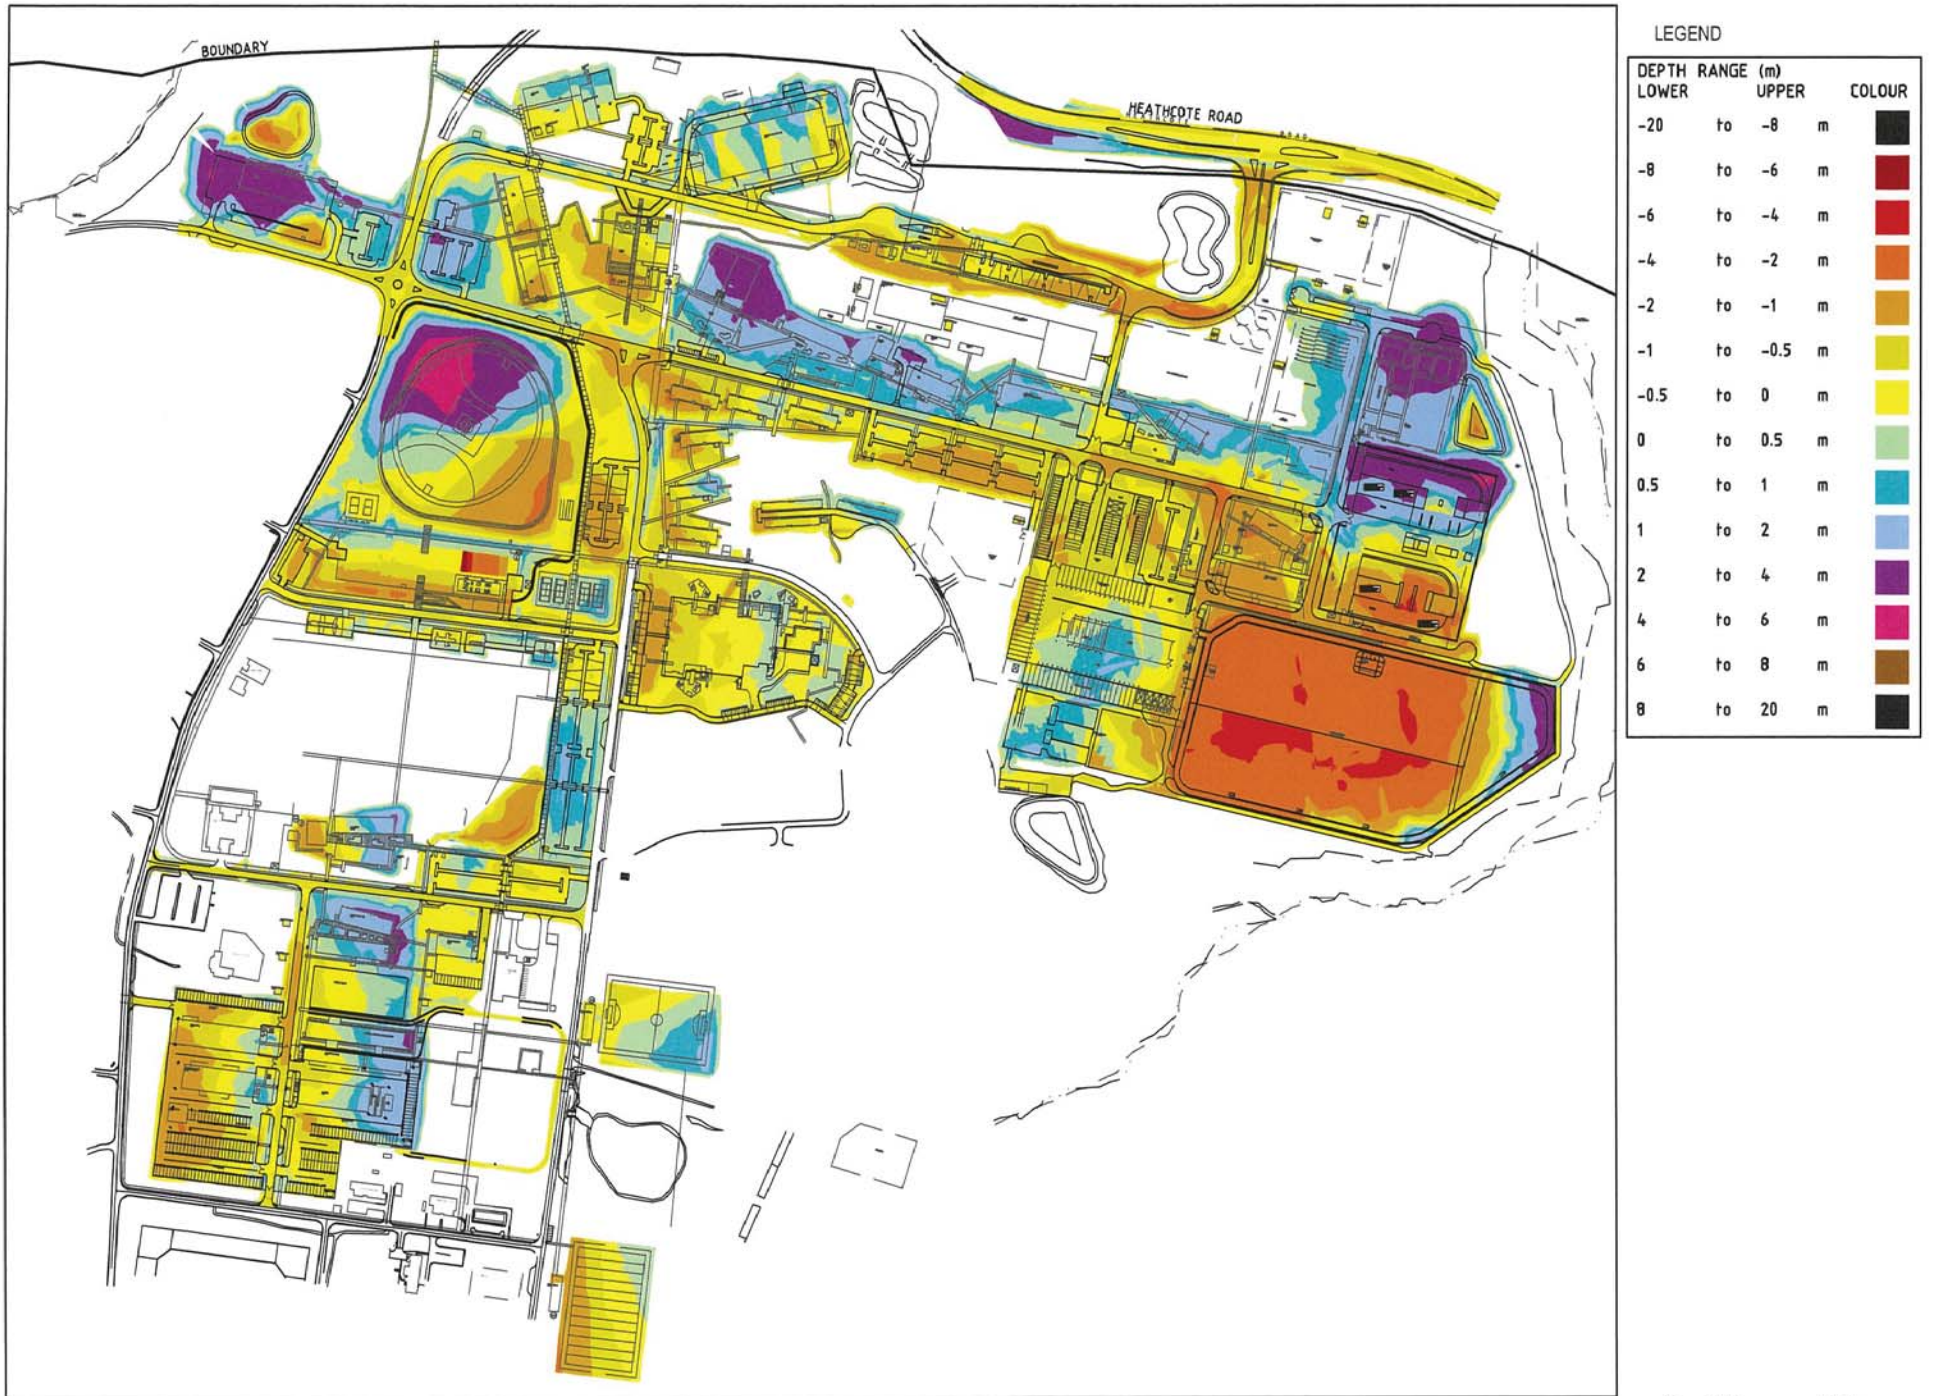 BOUNDARY
HEATHCOTE ROAD
ROAD
LEGEND
DEPTH RANGE (m)
LOWER UPPER COLOUR
-20 to -8 m
-8 to -6 m
-6 to -4 m
-4 to -2 m
-2 to -1 m
-1 to -0.5 m
-0.5 to 0 m
0 to 0.5 m
0.5 to 1 m
1 to 2 m
2 to 4 m
4 to 6 m
6 to 8 m
8 to 20 m